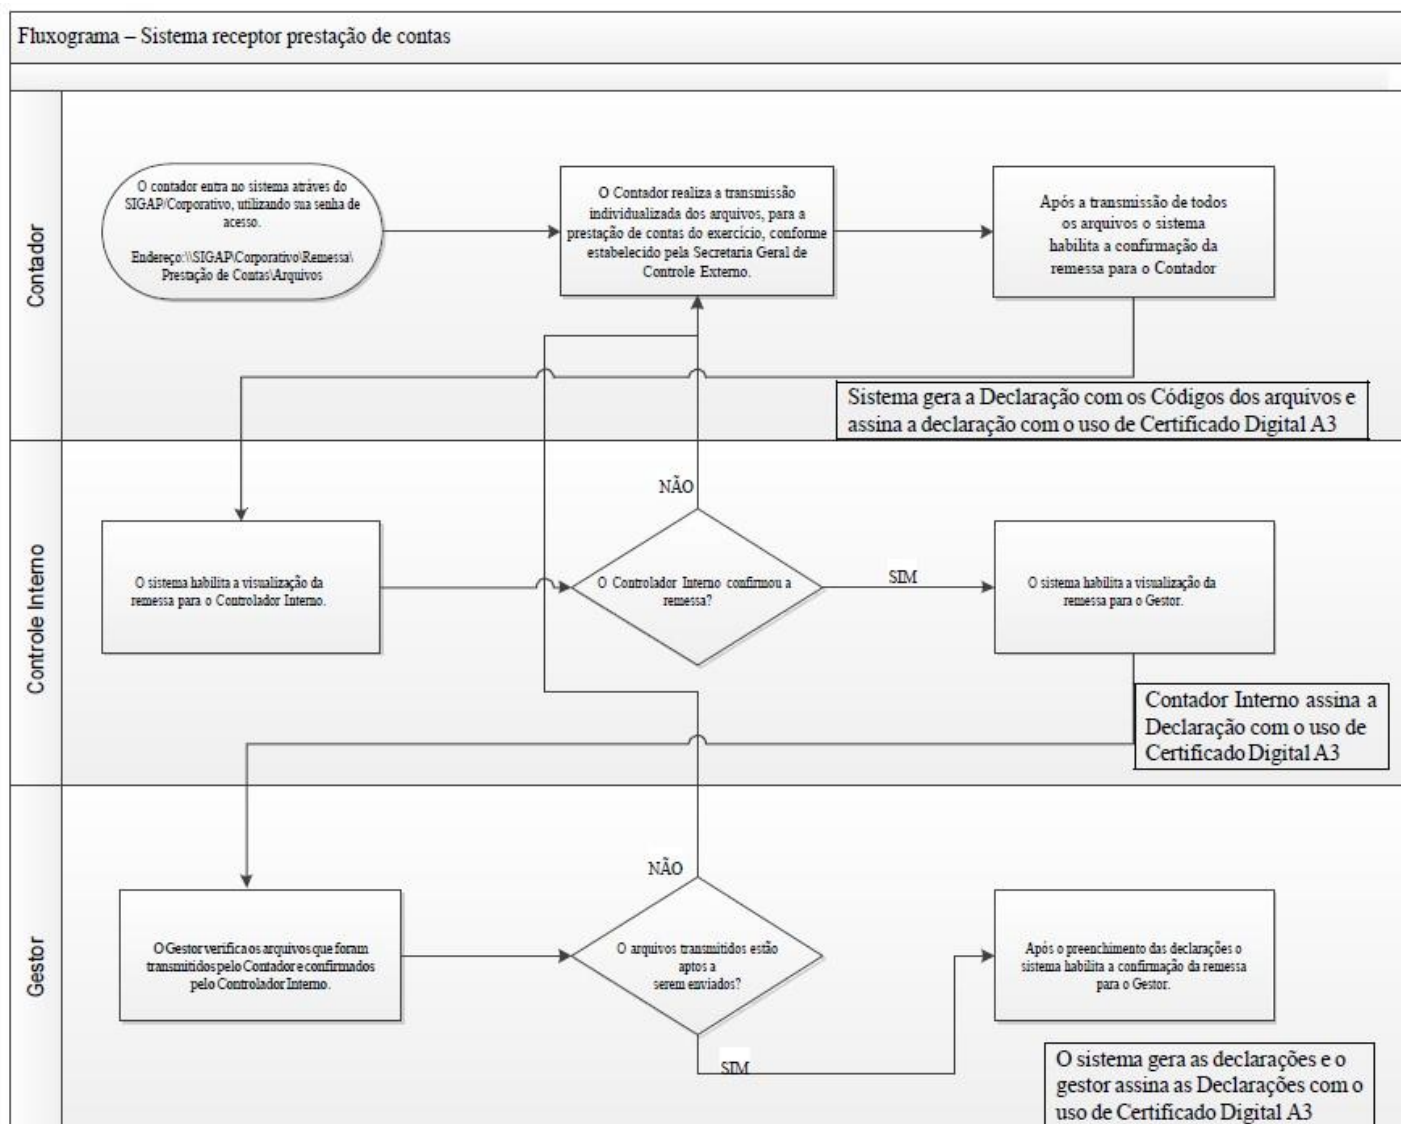 Fluxograma – Sistema receptor prestação de contas
Contador
O contador entra no sistema atráves do
SIGAP/Corporativo, utilizando sua senha de
acesso.
Endereço:\\SIGAP\Corporativo\Remessa\
Prestação de Contas\Arquivos
O Contador realiza a transmissão
individualizada dos arquivos, para a
prestação de contas do exercício, conforme
estabelecido pela Secretaria Geral de
Controle Externo.
Após a transmissão de todos
os arquivos o sistema
habilita a confirmação da
remessa para o Contador
Sistema gera a Declaração com os Códigos dos arquivos e
assina a declaração com o uso de Certificado Digital A3
Controle Interno
O sistema habilita a visualização da
remessa para o Controlador Interno.
NÃO
O Controlador Interno confirmou a
remessa?
SIM
O sistema habilita a visualização da
remessa para o Gestor.
Contador Interno assina a
Declaração com o uso de
Certificado Digital A3
Gestor
O Gestor verifica os arquivos que foram
transmitidos pelo Contador e confirmados
pelo Controlador Interno.
NÃO
O arquivos transmitidos estão
aptos a
serem enviados?
SIM
Após o preenchimento das declarações o
sistema habilita a confirmação da remessa
para o Gestor.
O sistema gera as declarações e o
gestor assina as Declarações com o
uso de Certificado Digital A3